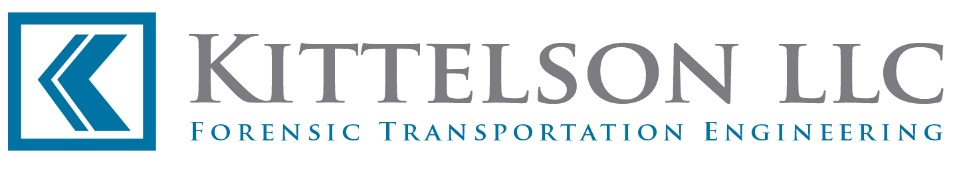 KITTELSON LLC
FORENSIC TRANSPORTATION ENGINEERING